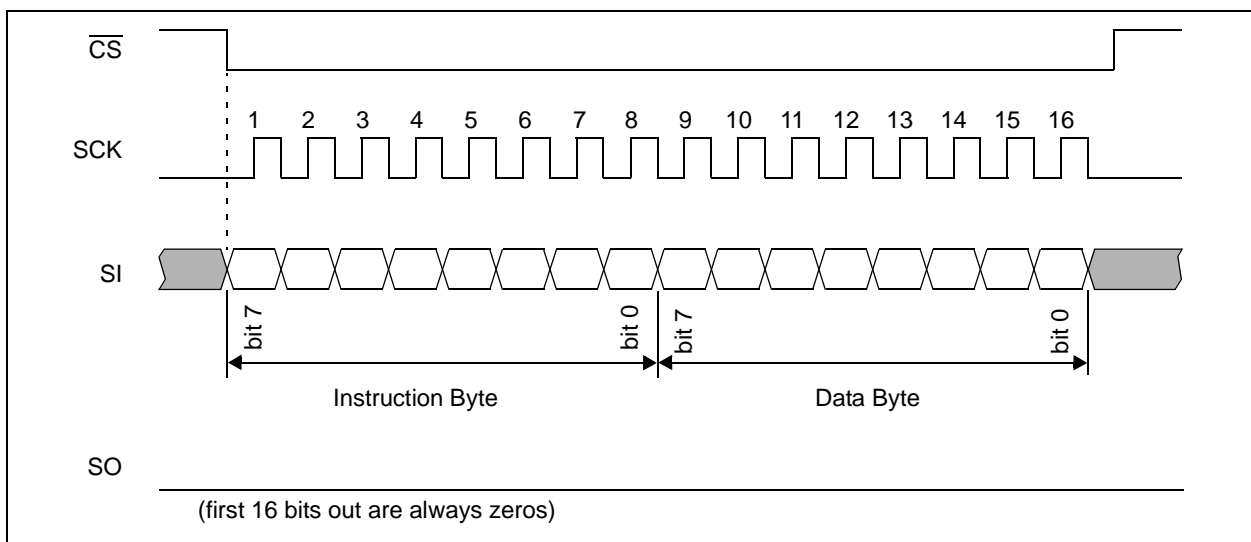 CS
1 2 3 4 5 6 7 8 9 10 11 12 13 14 15 16
SCK
SI
bit 7
bit 0
bit 7
bit 0
Instruction Byte
Data Byte
SO
(first 16 bits out are always zeros)